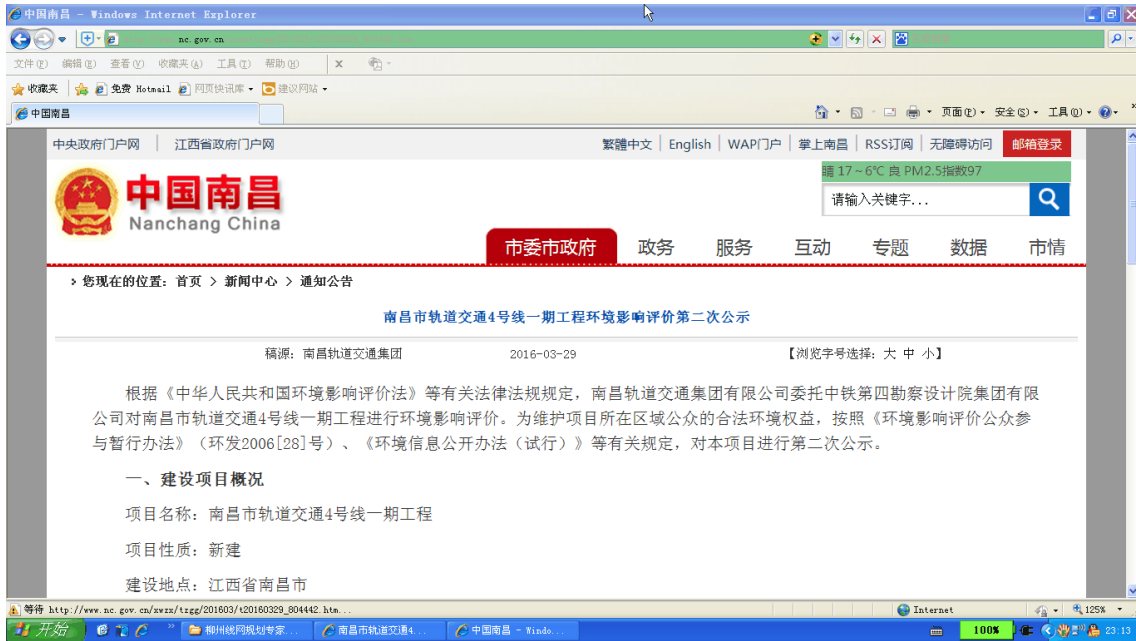 中国南昌 - Windows Internet Explorer
nc.gov.cn
文件(F) 编辑(E) 查看(V) 收藏夹(A) 工具(T) 帮助(H) x
收藏夹 免费 Hotmail 网页快讯库 建议网站
中国南昌 页面(P) 安全(S) 工具(O)
中央政府门户网 江西省政府门户网 繁體中文 English WAP门户 掌上南昌 RSS订阅 无障碍访问 邮箱登录
晴 17~6℃ 良 PM2.5指数97
中国南昌
Nanchang China
请输入关键字...
市委市政府 政务 服务 互动 专题 数据 市情
> 您现在的位置: 首页 > 新闻中心 > 通知公告
南昌市轨道交通4号线一期工程环境影响评价第二次公示
稿源: 南昌轨道交通集团 2016-03-29 【浏览字号选择: 大 中 小】
根据《中华人民共和国环境影响评价法》等有关法律法规规定，南昌轨道交通集团有限公司委托中铁第四勘察设计院集团有限
公司对南昌市轨道交通4号线一期工程进行环境影响评价。为维护项目所在区域公众的合法环境权益，按照《环境影响评价公众参
与暂行办法》（环发2006[28]号）、《环境信息公开办法（试行）》等有关规定，对本项目进行第二次公示。
一、建设项目概况
项目名称：南昌市轨道交通4号线一期工程
项目性质：新建
建设地点：江西省南昌市
等待 http://www.nc.gov.cn/xwzx/tzgg/201603/t20160329_804442.htm... Internet 125%
开始 柳州线网规划专家... 南昌市轨道交通4... 中国南昌 - Windo... 100% 23:13